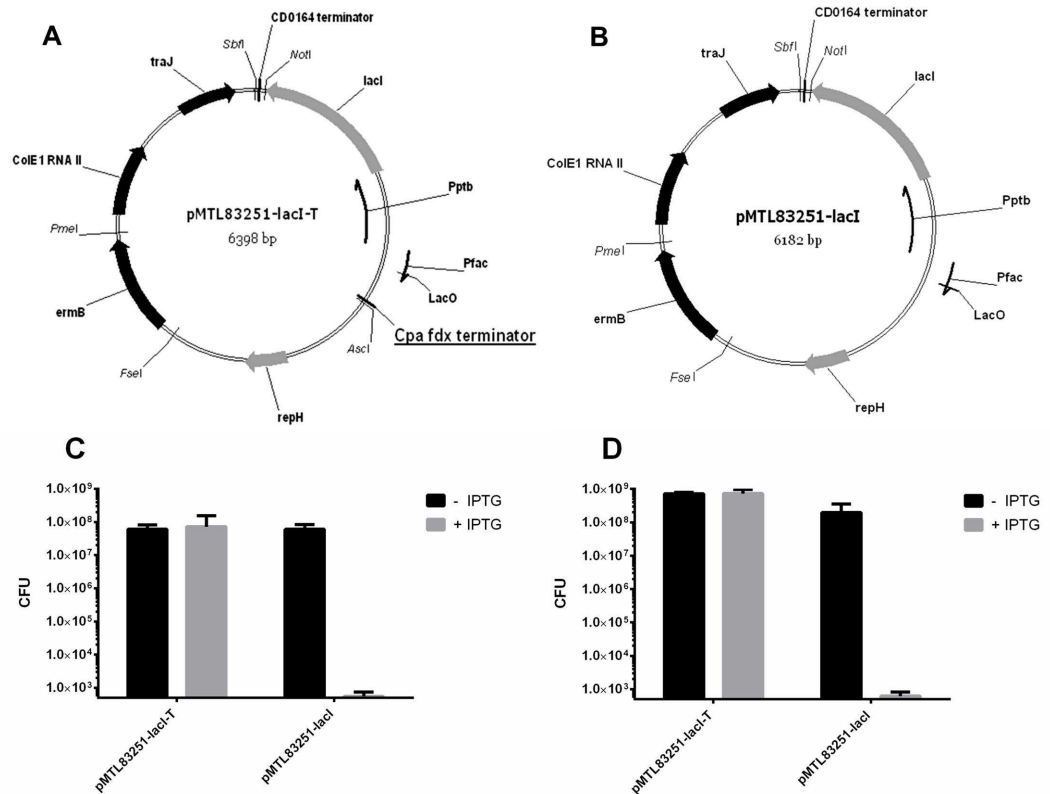 A
CD0164 terminator
SbfI
NotI
traJ
lacI
ColE1 RNA II
pMTL83251-lacI-T
6398 bp
Pptb
PmeI
Pfac
LacO
ermB
AscI
Cpa fdx terminator
FseI
repH
B
CD0164 terminator
SbfI
NotI
traJ
lacI
ColE1 RNA II
pMTL83251-lacI
6182 bp
Pptb
PmeI
Pfac
LacO
ermB
FseI
repH
C
1.0×10⁹
1.0×10⁸
1.0×10⁷
1.0×10⁶
1.0×10⁵
1.0×10⁴
1.0×10³
CFU
- IPTG
+ IPTG
pMTL83251-lacI-T
pMTL83251-lacI
D
1.0×10⁹
1.0×10⁸
1.0×10⁷
1.0×10⁶
1.0×10⁵
1.0×10⁴
1.0×10³
CFU
- IPTG
+ IPTG
pMTL83251-lacI-T
pMTL83251-lacI